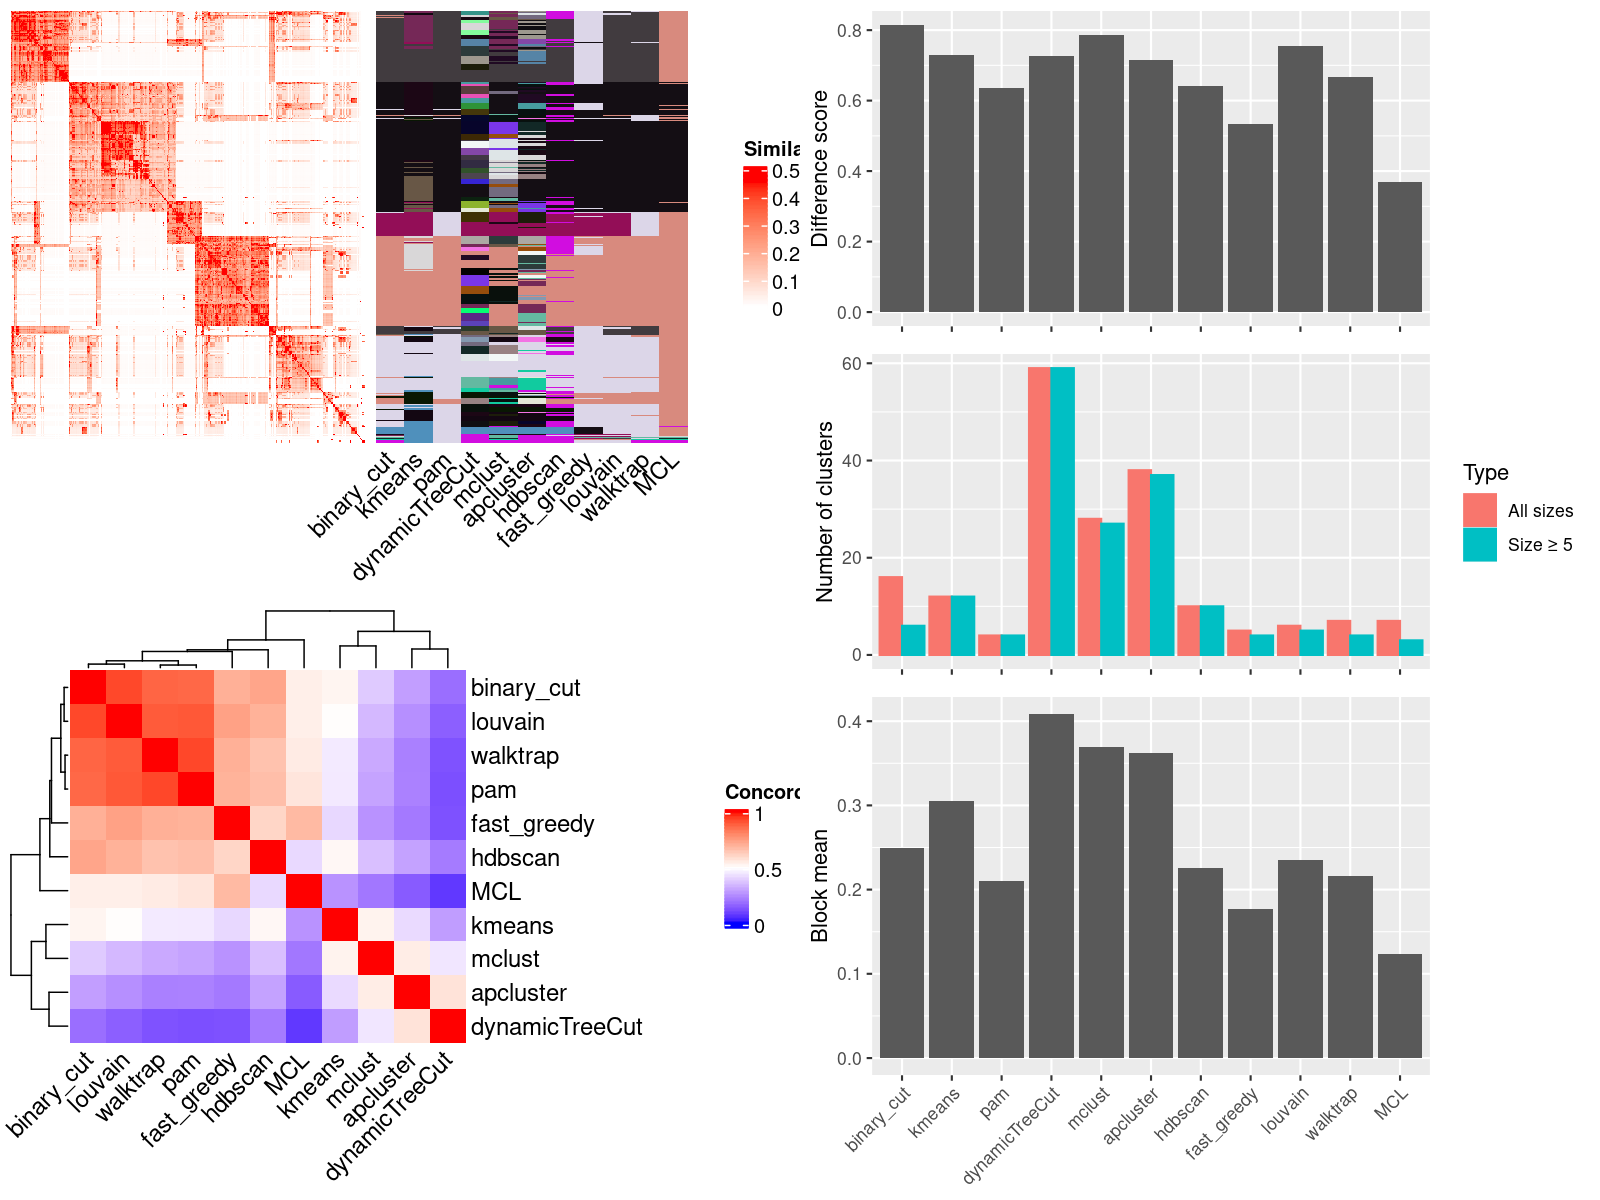 Simila
0.5
0.4
0.3
0.2
0.1
0
binary_cut
kmeans
pam
dynamicTreeCut
mclust
apcluster
hdbscan
fast_greedy
louvain
walktrap
MCL
binary_cut
louvain
walktrap
pam
fast_greedy
hdbscan
MCL
kmeans
mclust
apcluster
dynamicTreeCut
binary_cut
louvain
walktrap
pam
fast_greedy
hdbscan
MCL
kmeans
mclust
apcluster
dynamicTreeCut
Concord
1
0.5
0
Difference score
0.8
0.6
0.4
0.2
0.0
Number of clusters
60
40
20
0
Type
All sizes
Size ≥ 5
Block mean
0.4
0.3
0.2
0.1
0.0
binary_cut
kmeans
pam
dynamicTreeCut
mclust
apcluster
hdbscan
fast_greedy
louvain
walktrap
MCL